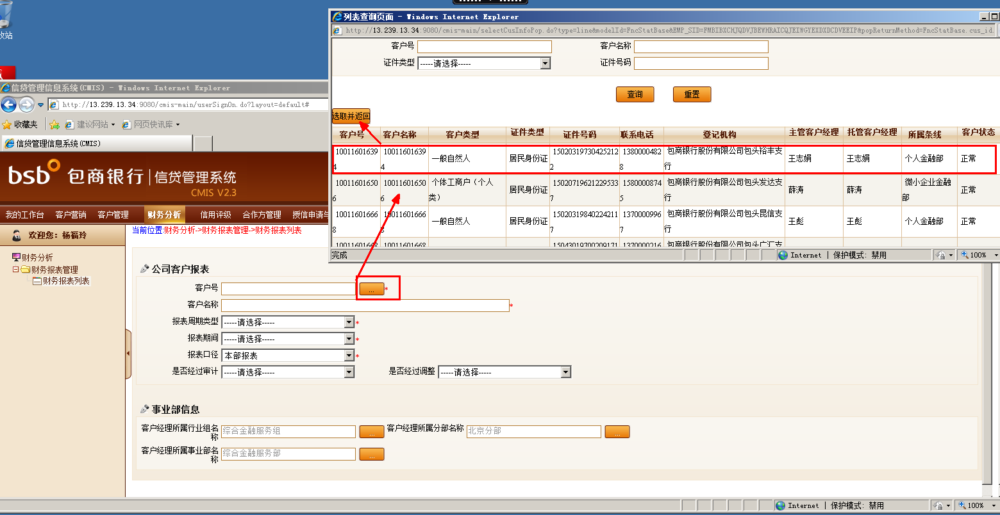 列表查询页面 - Windows Internet Explorer
http://13.239.13.34:9080/cmis-main/selectCusInfoPop.do?type=line&modelId=FncStatBase&EMP_SID=FMBIBXCHJQDVJBEWHRAICQJEIWGYEXDXDCDVEEIF&popReturnMethod=FncStatBase.cus_id.
客户号
客户名称
证件类型 -----请选择-----
证件号码
查询 重置
选取并返回
客户号 客户名称 客户类型 证件类型 证件号码 联系电话 登记机构 主管客户经理 托管客户经理 所属条线 客户状态
10011601639 10011601639 一般自然人 居民身份证 15020319730425212 1380000482 包商银行股份有限公司包头裕丰支 王志娟 王志娟 个人金融部 正常
4 4 2 8 行
10011601650 10011601650 个体工商户（个人 居民身份证 15020719621229533 1580000874 包商银行股份有限公司包头发达支 薛涛 薛涛 微小企业金融 正常
6 6 类） 7 5 行 部
10011601666 10011601666 一般自然人 居民身份证 15020319840224211 1370000996 包商银行股份有限公司包头昆信支 王彪 王彪 个人金融部 正常
8 8 7 7 行
10011601668 10011601668 15043019700209171 1370000216 包商银行股份有限公司包头广汇支
完成 Internet | 保护模式: 禁用 100%
收站
信贷管理信息系统(CMIS) - Windows Internet Explorer
http://13.239.13.34:9080/cmis-main/userSignOn.do?layout=default#
收藏夹 建议网站 网页快讯库
信贷管理信息系统(CMIS)
bsb 包商银行 | 信贷管理系统
CMIS V2.3
我的工作台 客户营销 客户管理 财务分析 信用评级 合作方管理 授信申请与
欢迎您: 杨福玲
当前位置:财务分析->财务报表管理->财务报表列表
财务分析
财务报表管理
财务报表列表
公司客户报表
客户号 ... *
客户名称 *
报表周期类型 -----请选择----- *
报表期间 -----请选择----- *
报表口径 本部报表 *
是否经过审计 -----请选择----- 是否经过调整 -----请选择-----
事业部信息
客户经理所属行业组名称 综合金融服务组 ... 客户经理所属分部名称 北京分部 ...
客户经理所属事业部名称 综合金融服务部 ...
Internet | 保护模式: 禁用 100%